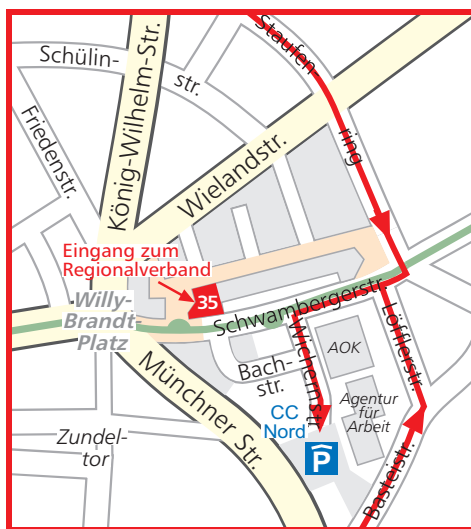 Staufen-
ring
Schülin-
str.
König-Wilhelm-Str.
Friedenstr.
Wielandstr.
Eingang zum
Regionalverband
35
Willy-
Brandt
Platz
Schwambergerstr.
Wichernstr.
Löfflerstr.
AOK
Bach-
str.
Münchner Str.
Agentur
für
Arbeit
CC
Nord
P
Zundel-
tor
Basteistr.